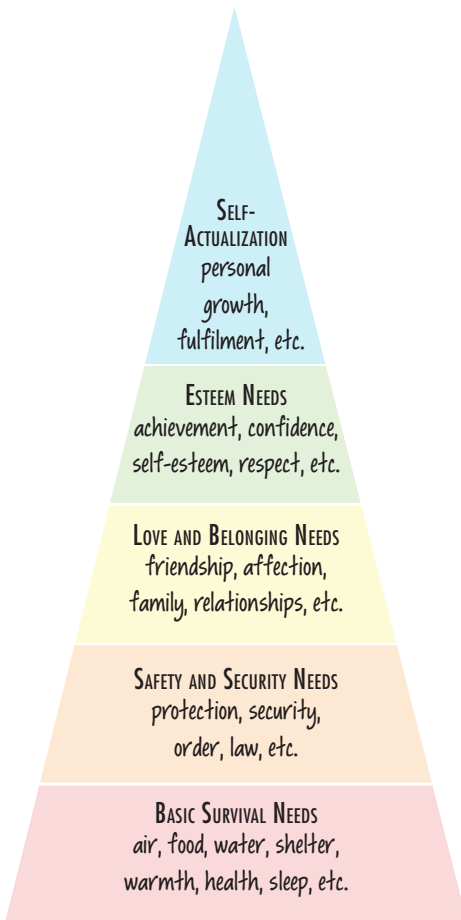 Self-
Actualization
personal
growth,
fulfilment, etc.
Esteem Needs
achievement, confidence,
self-esteem, respect, etc.
Love and Belonging Needs
friendship, affection,
family, relationships, etc.
Safety and Security Needs
protection, security,
order, law, etc.
Basic Survival Needs
air, food, water, shelter,
warmth, health, sleep, etc.